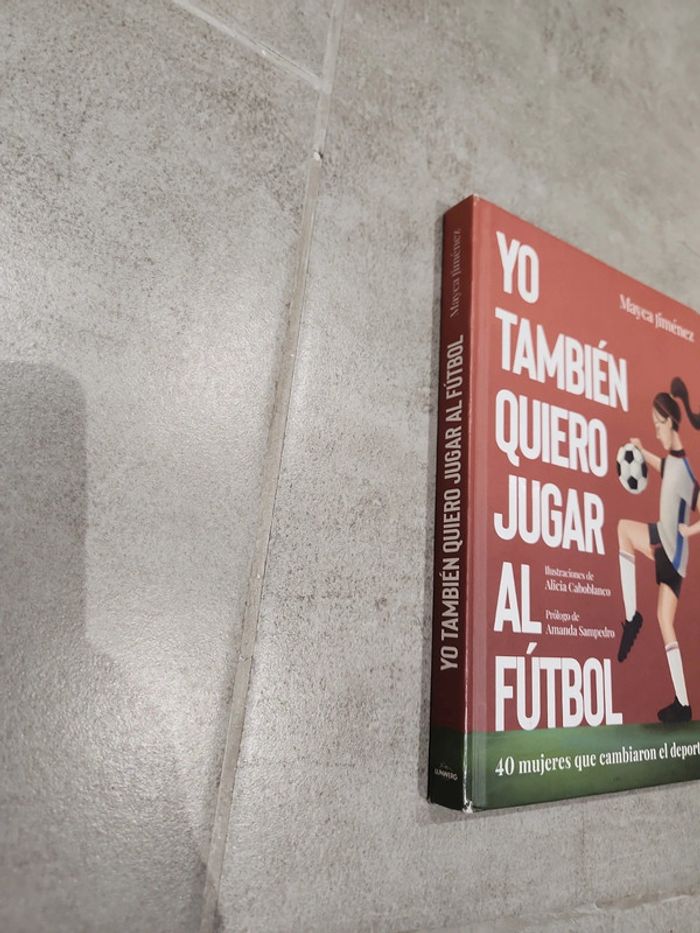 Mayca Jiménez
YO TAMBIÉN QUIERO JUGAR AL FÚTBOL
LUNWERG
YO
Mayca Jiménez
TAMBIÉN
QUIERO
JUGAR
Ilustraciones de
Alicia Caboblanco
AL
Prólogo de
Amanda Sampedro
FÚTBOL
40 mujeres que cambiaron el deport